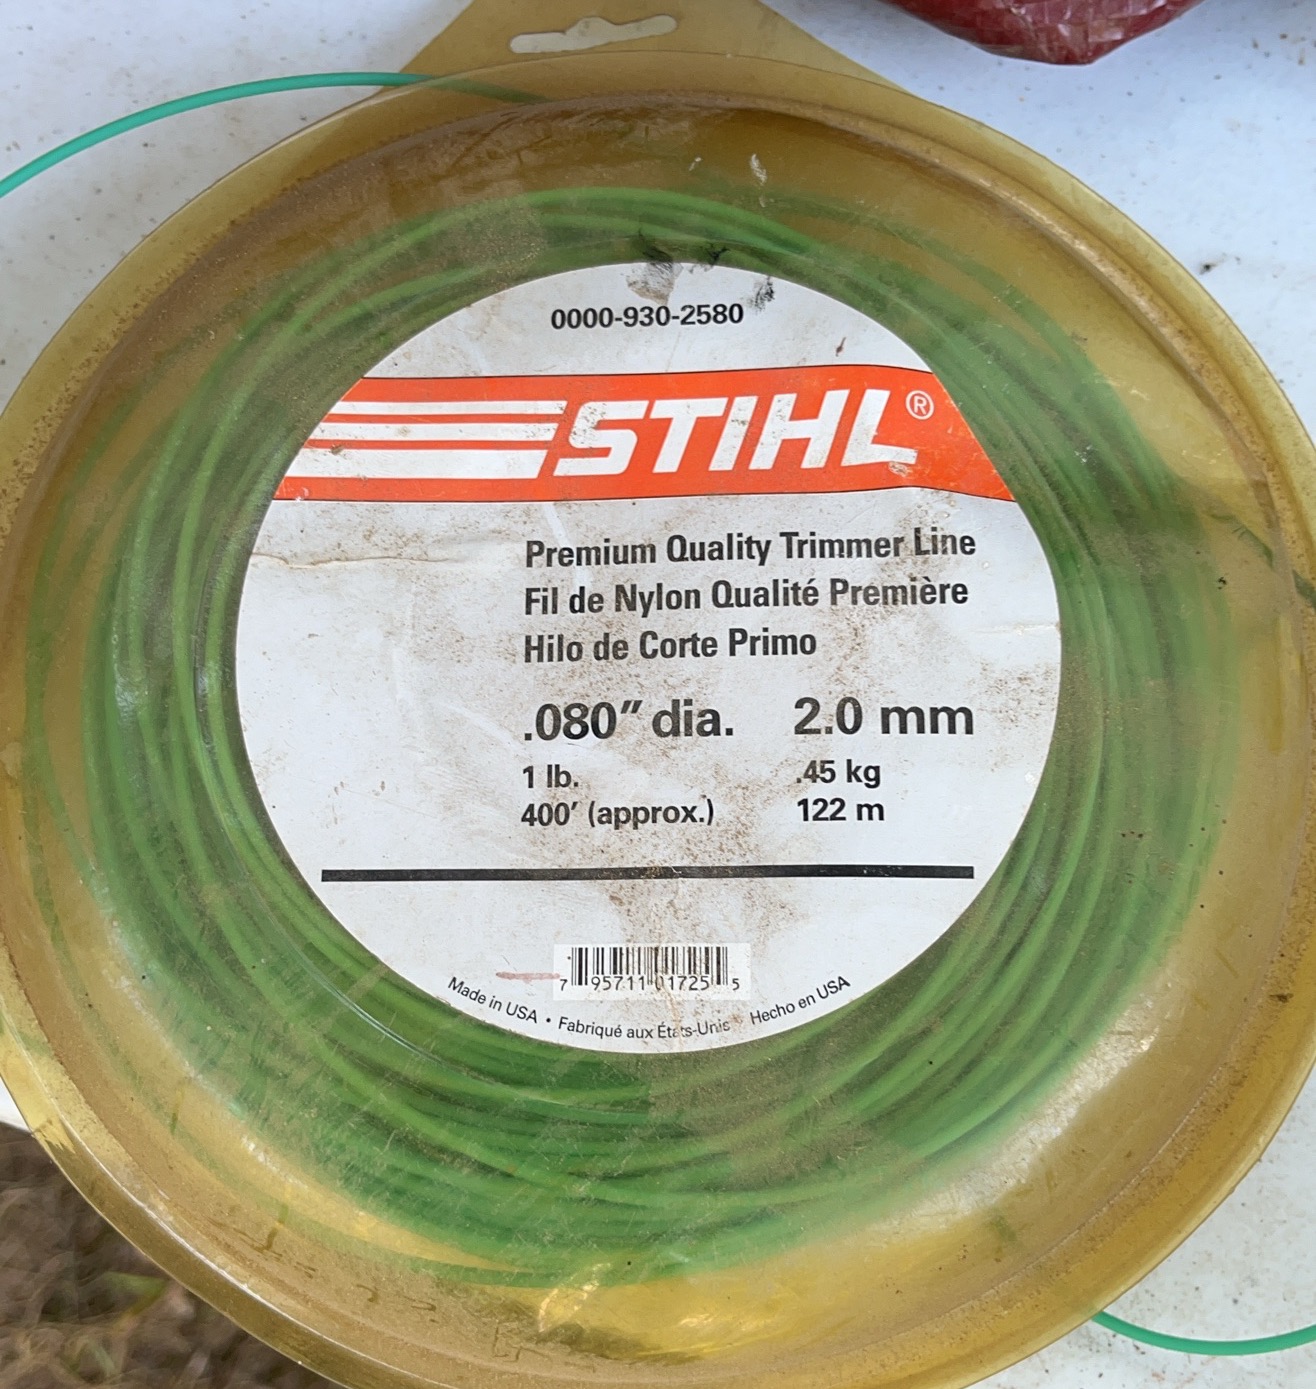 0000-930-2580
STIHL®
Premium Quality Trimmer Line
Fil de Nylon Qualité Première
Hilo de Corte Primo
.080″ dia. 2.0 mm
1 lb. .45 kg
400′ (approx.) 122 m
7 95711 01725 5
Made in USA • Fabriqué aux États-Unis Hecho en USA